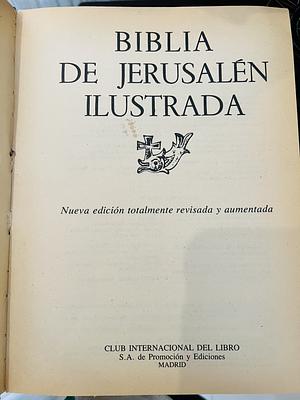 BIBLIA
DE JERUSALÉN
ILUSTRADA
Nueva edición totalmente revisada y aumentada
CLUB INTERNACIONAL DEL LIBRO
S.A. de Promoción y Ediciones
MADRID